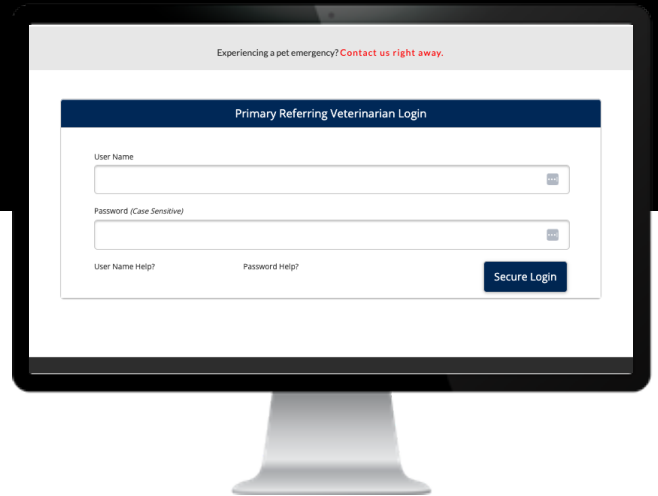 Experiencing a pet emergency? Contact us right away.
Primary Referring Veterinarian Login
User Name
Password (Case Sensitive)
User Name Help? Password Help?
Secure Login